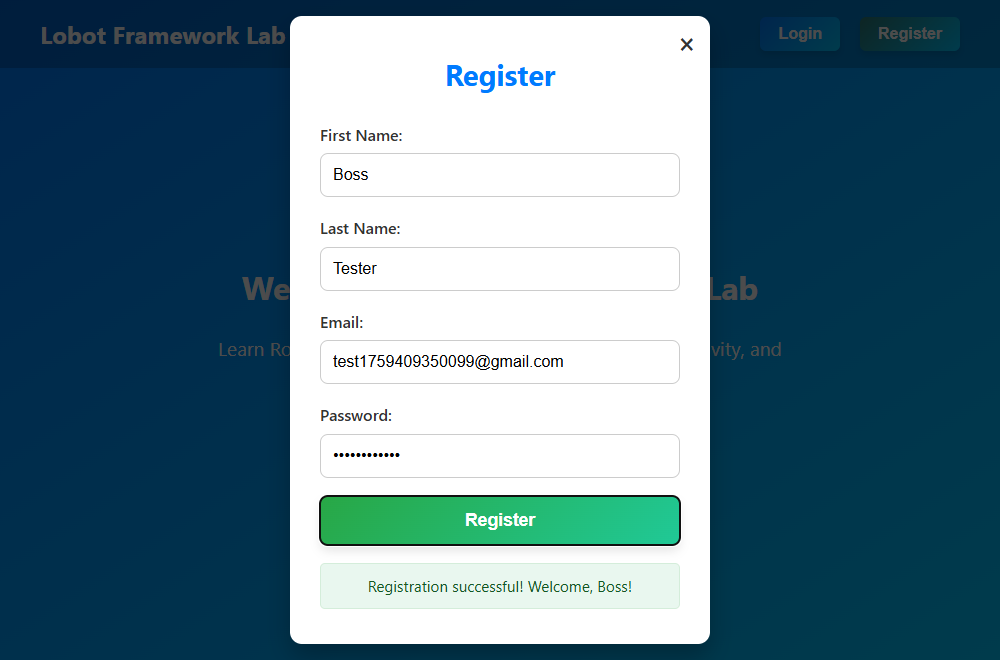 Lobot Framework Lab
Login
Register
×
Register
First Name:
Boss
Last Name:
Tester
Email:
test1759409350099@gmail.com
Password:
••••••••••••
Register
Registration successful! Welcome, Boss!
We
Lab
Learn Ro
vity, and